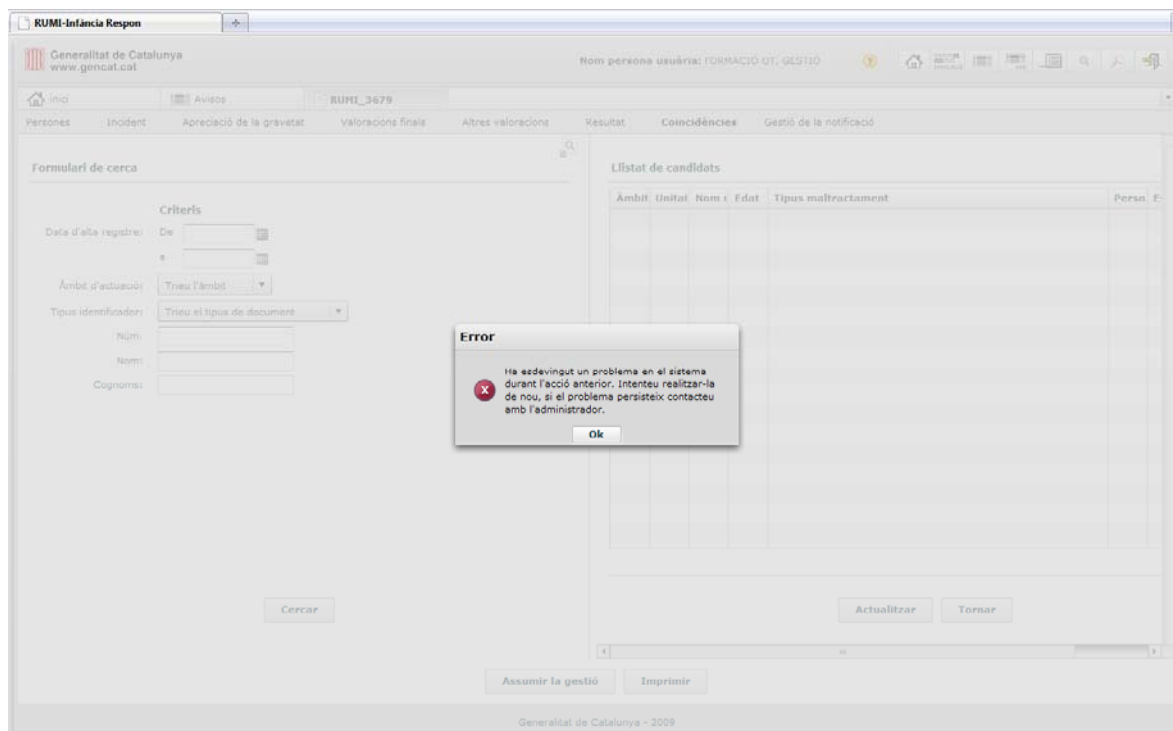 RUMI-Infància Respon
Generalitat de Catalunya
www.gencat.cat
Nom persona usuària: FORMACIÓ OT, GESTIÓ
Inici
Avisos
RUMI_3679
Persones Incident Apreciació de la gravetat Valoracions finals Altres valoracions Resultat Coincidències Gestió de la notificació
Formulari de cerca
Criteris
Data d'alta registre: De
a
Àmbit d'actuació: Trieu l'àmbit
Tipus identificador: Trieu el tipus de document
Núm:
Nom:
Cognoms:
Cercar
Llistat de candidats
Àmbit Unitat Nom Edat Tipus maltractament Perso E
Actualitzar Tornar
Error
Ha esdevingut un problema en el sistema
durant l'acció anterior. Intenteu realitzar-la
de nou, si el problema persisteix contacteu
amb l'administrador.
Ok
Assumir la gestió Imprimir
Generalitat de Catalunya - 2009